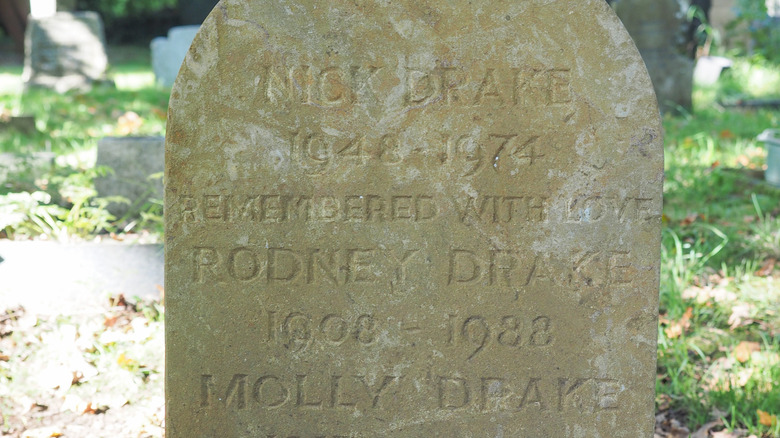 NICK DRAKE
1948-1974
REMEMBERED WITH LOVE
RODNEY DRAKE
1908 - 1988
MOLLY DRAKE